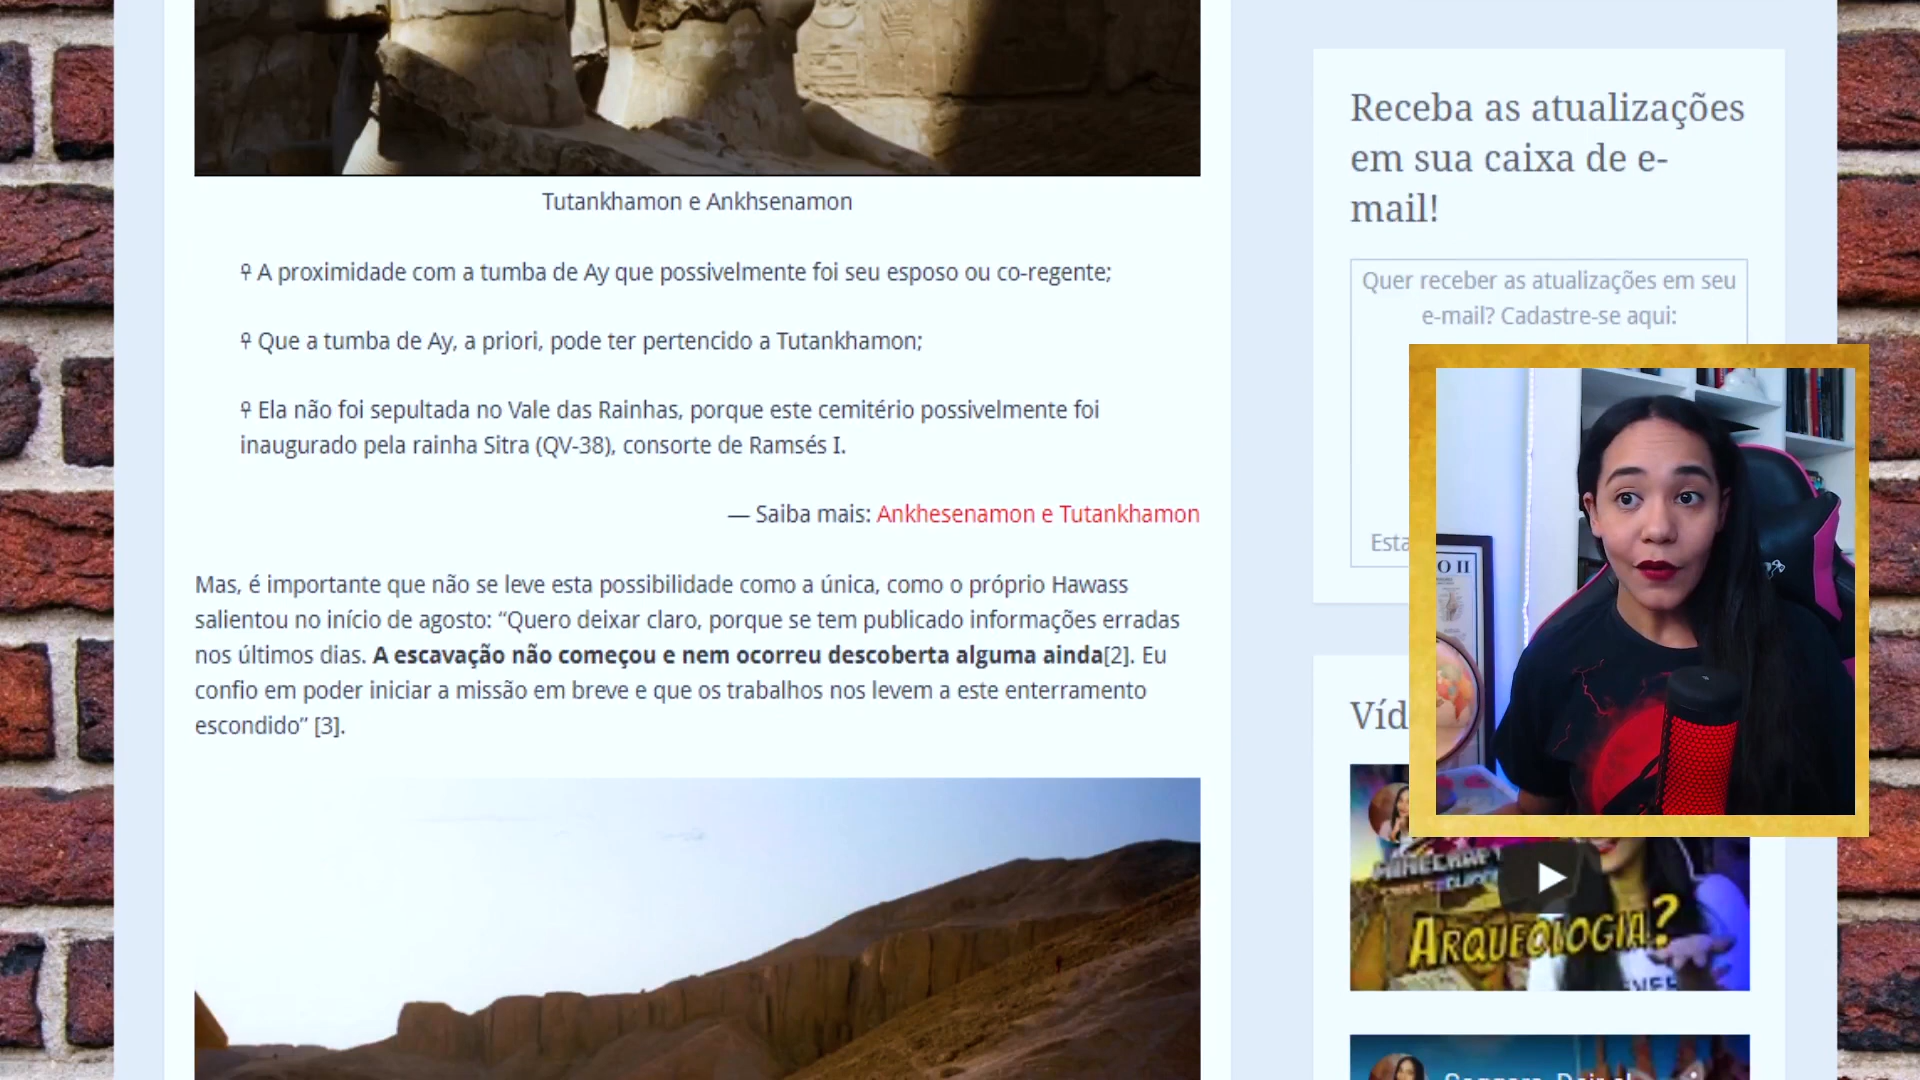 Tutankhamon e Ankhsenamon
♀ A proximidade com a tumba de Ay que possivelmente foi seu esposo ou co-regente;
♀ Que a tumba de Ay, a priori, pode ter pertencido a Tutankhamon;
♀ Ela não foi sepultada no Vale das Rainhas, porque este cemitério possivelmente foi
inaugurado pela rainha Sitra (QV-38), consorte de Ramsés I.
— Saiba mais: Ankhesenamon e Tutankhamon
Mas, é importante que não se leve esta possibilidade como a única, como o próprio Hawass
salientou no início de agosto: “Quero deixar claro, porque se tem publicado informações erradas
nos últimos dias. A escavação não começou e nem ocorreu descoberta alguma ainda[2]. Eu
confio em poder iniciar a missão em breve e que os trabalhos nos levem a este enterramento
escondido” [3].
Receba as atualizações
em sua caixa de e-
mail!
Quer receber as atualizações em seu
e-mail? Cadastre-se aqui:
Esta
O II
Víd
MINECRAFT
ARQUEOLOGIA?